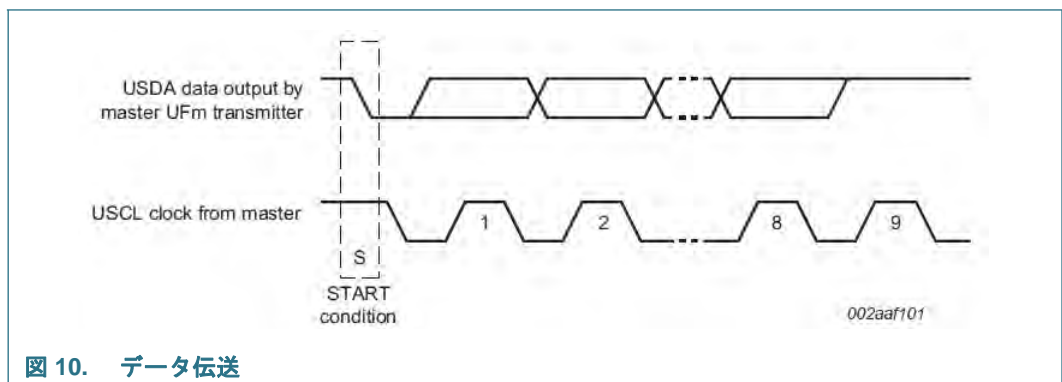 USDA data output by
master UFm transmitter
USCL clock from master
1
2
8
9
S
START
condition
002aaf101
図 10. データ伝送